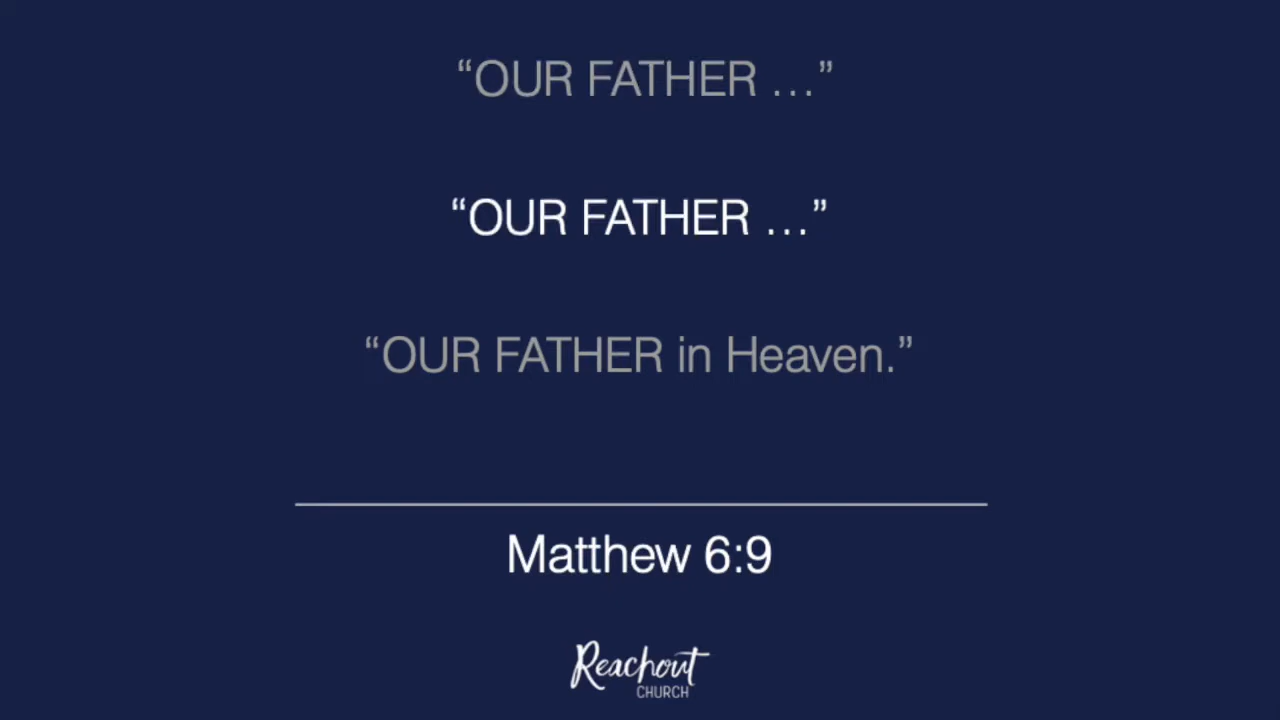 “OUR FATHER ...”
“OUR FATHER ...”
“OUR FATHER in Heaven.”
Matthew 6:9
Reachout
CHURCH